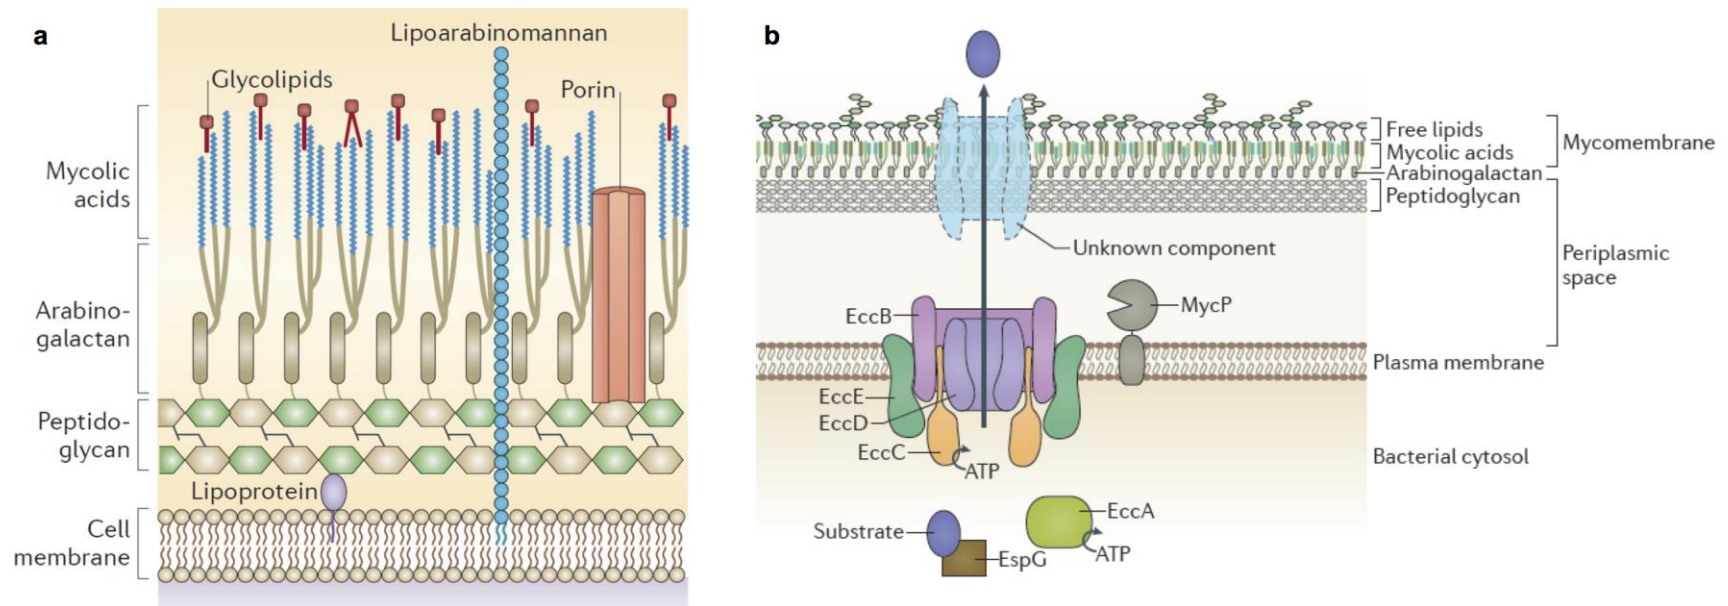 a
Lipoarabinomannan
Glycolipids
Porin
Mycolic
acids
Arabino-
galactan
Peptido-
glycan
Lipoprotein
Cell
membrane
b
Free lipids
Mycolic acids
Arabinogalactan
Peptidoglycan
Mycomembrane
Unknown component
Periplasmic
space
EccB
MycP
Plasma membrane
EccE
EccD
EccC
ATP
Bacterial cytosol
Substrate
EspG
EccA
ATP